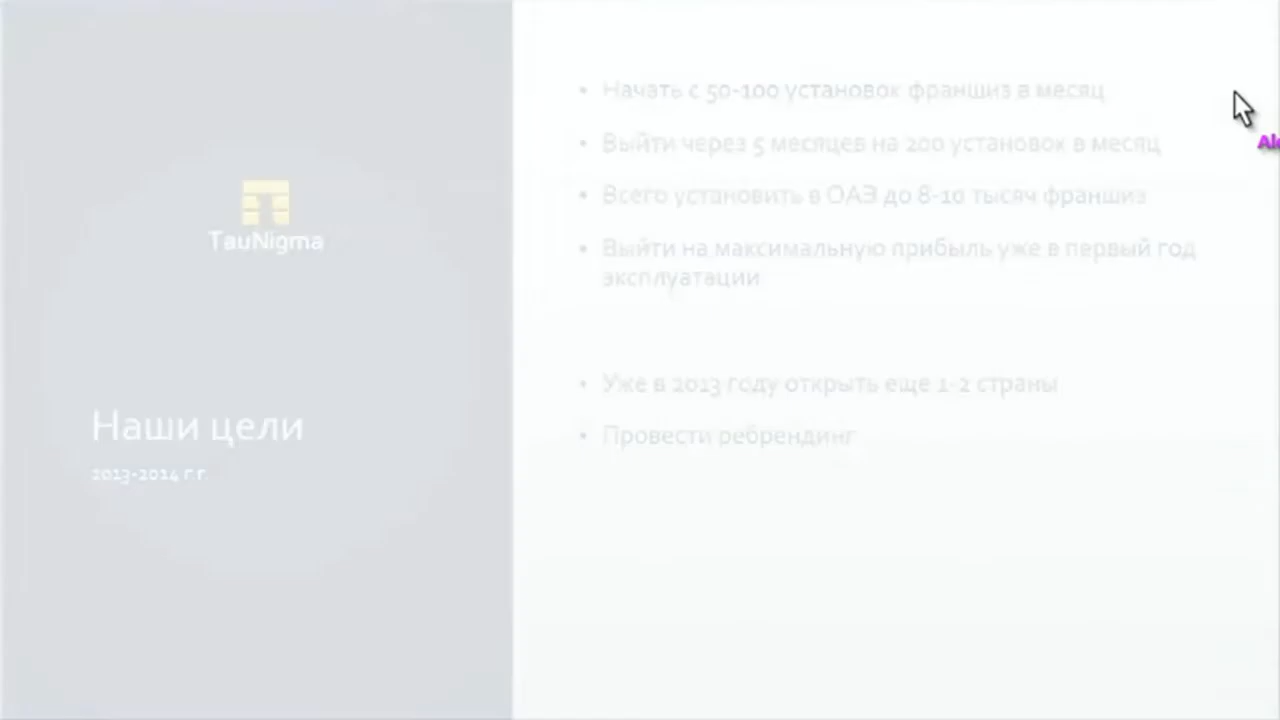 TauNigma
Наши цели
2013-2014 г.г.
• Начать с 50-100 установок франшиз в месяц
• Выйти через 5 месяцев на 200 установок в месяц
• Всего установить в ОАЭ до 8-10 тысяч франшиз
• Выйти на максимальную прибыль уже в первый год
эксплуатации
• Уже в 2013 году открыть еще 1-2 страны
• Провести ребрендинг